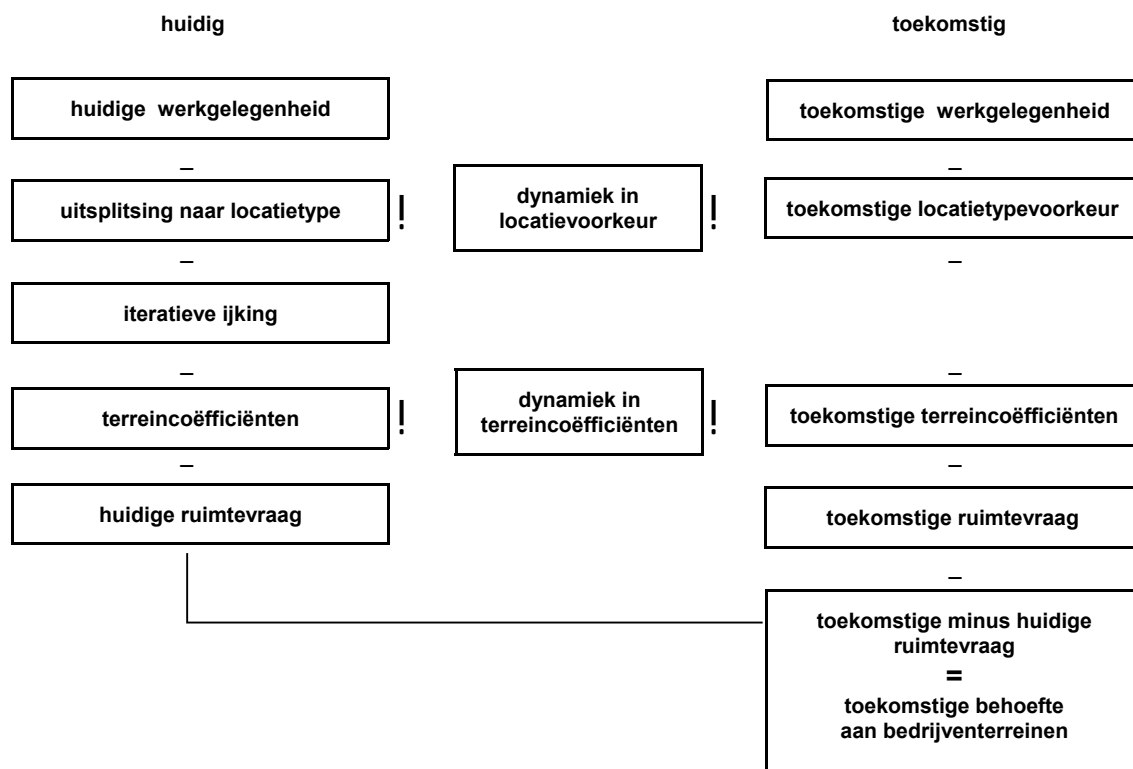 huidig
toekomstig
huidige werkgelegenheid
toekomstige werkgelegenheid
–
–
uitsplitsing naar locatietype
!
dynamiek in
locatievoorkeur
!
toekomstige locatietypevoorkeur
–
–
iteratieve ijking
–
–
terreincoëfficiënten
!
dynamiek in
terreincoëfficiënten
!
toekomstige terreincoëfficiënten
–
–
huidige ruimtevraag
toekomstige ruimtevraag
–
toekomstige minus huidige
ruimtevraag
=
toekomstige behoefte
aan bedrijventerreinen